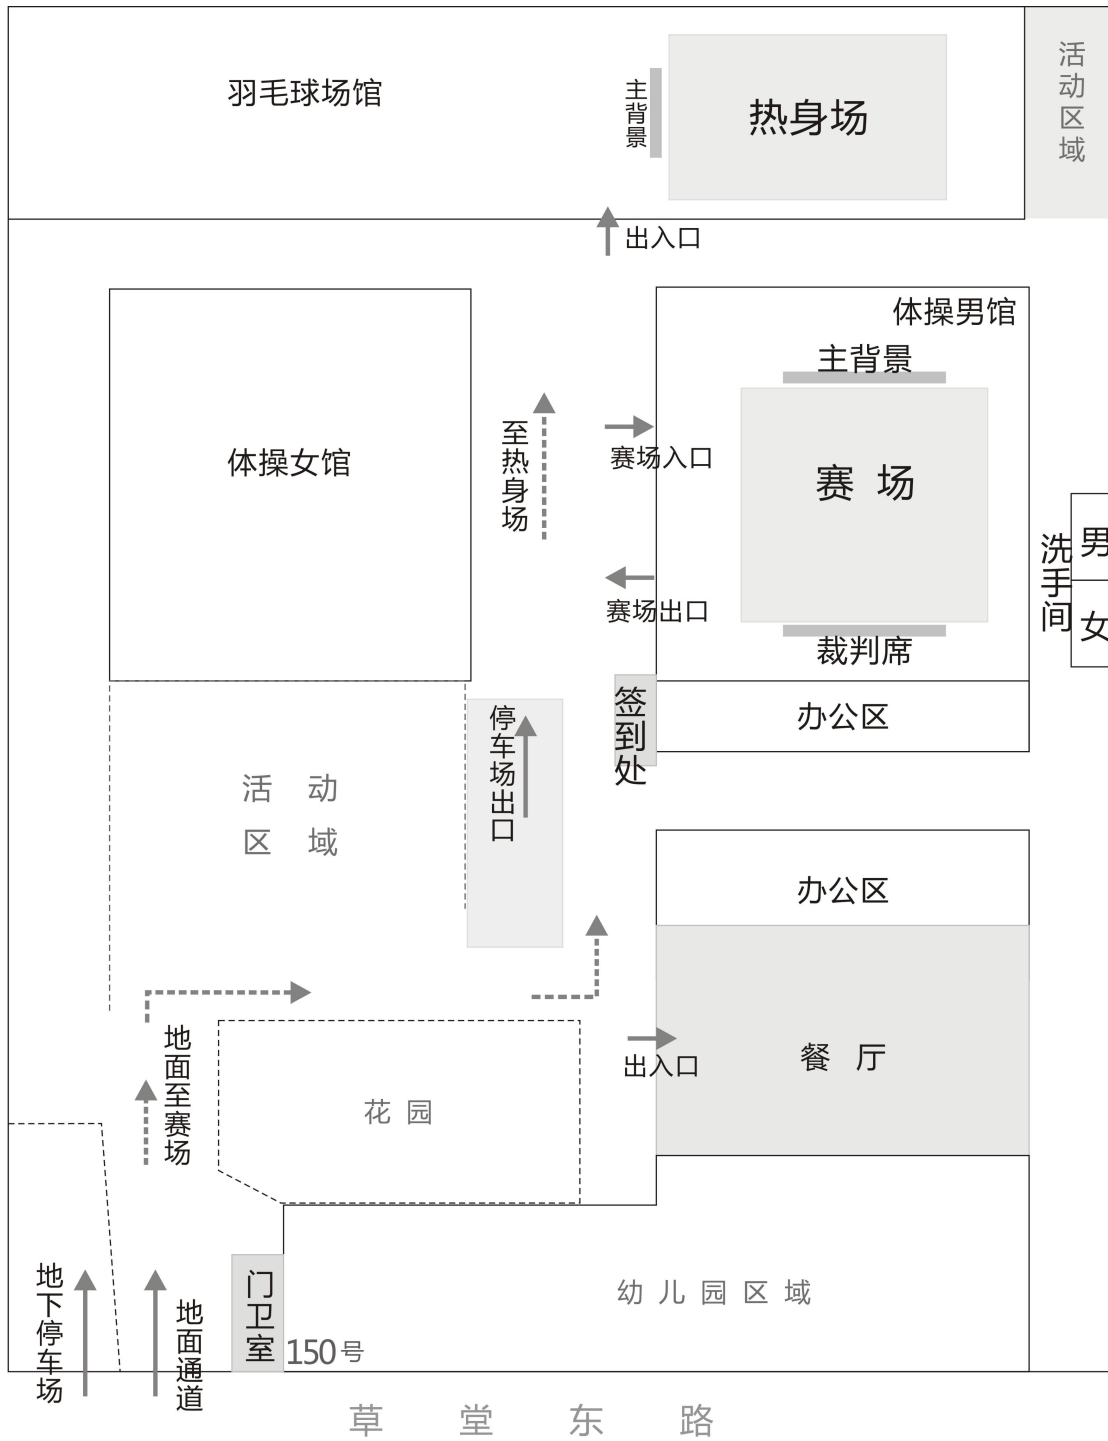 羽毛球场馆
主背景
热身场
活动区域
出入口
体操女馆
至热身场
体操男馆
主背景
赛场入口
赛 场
赛场出口
裁判席
洗手间
男
女
签到处
办公区
停车场出口
活 动
区 域
办公区
餐 厅
出入口
地面至赛场
花 园
幼 儿 园 区 域
地下停车场
地面通道
门卫室
150号
草 堂 东 路